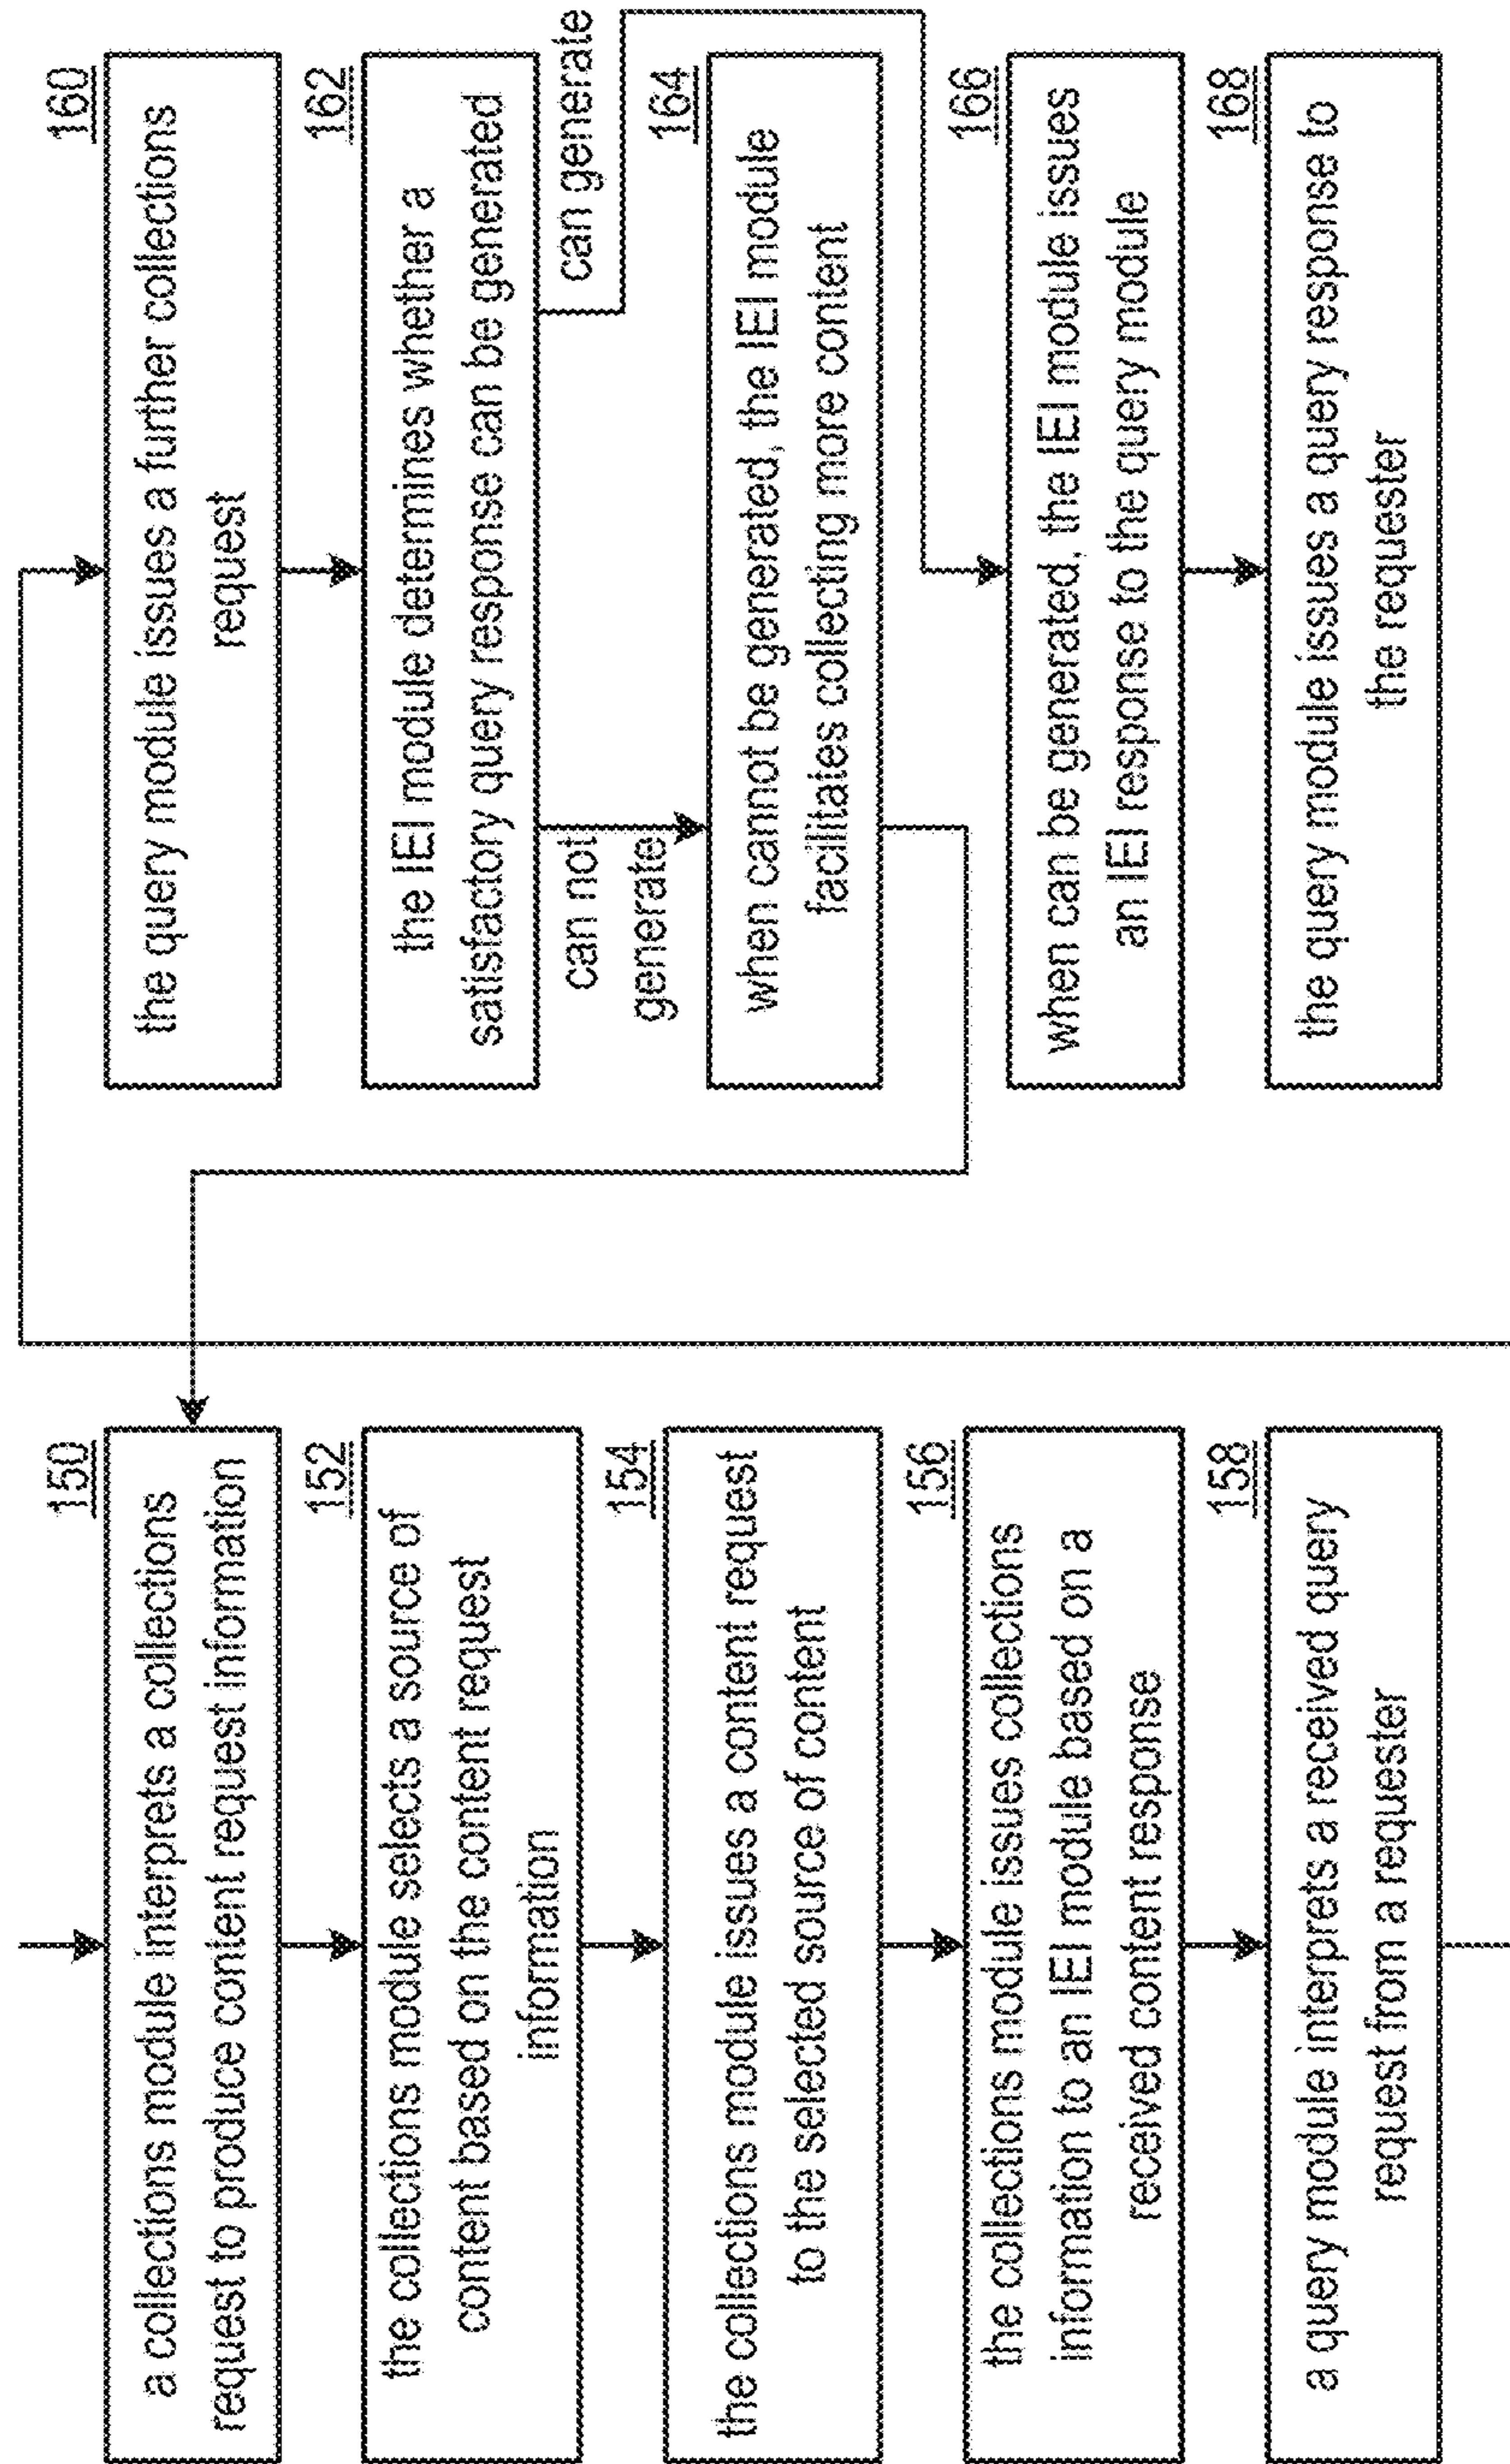 150
a collections module interprets a collections
request to produce content request information
152
the collections module selects a source of
content based on the content request
information
154
the collections module issues a content request
to the selected source of content
156
the collections module issues collections
information to an IEI module based on a
received content response
158
a query module interprets a received query
request from a requester
160
the query module issues a further collections
request
162
the IEI module determines whether a
satisfactory query response can be generated
can not
generate
can generate
164
when cannot be generated, the IEI module
facilitates collecting more content
166
when can be generated, the IEI module issues
an IEI response to the query module
168
the query module issues a query response to
the requester